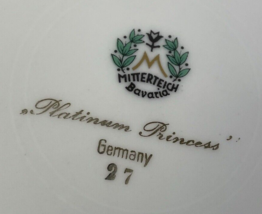 M
MITTERTEICH
Bavaria
„Platinum Princess”
Germany
27